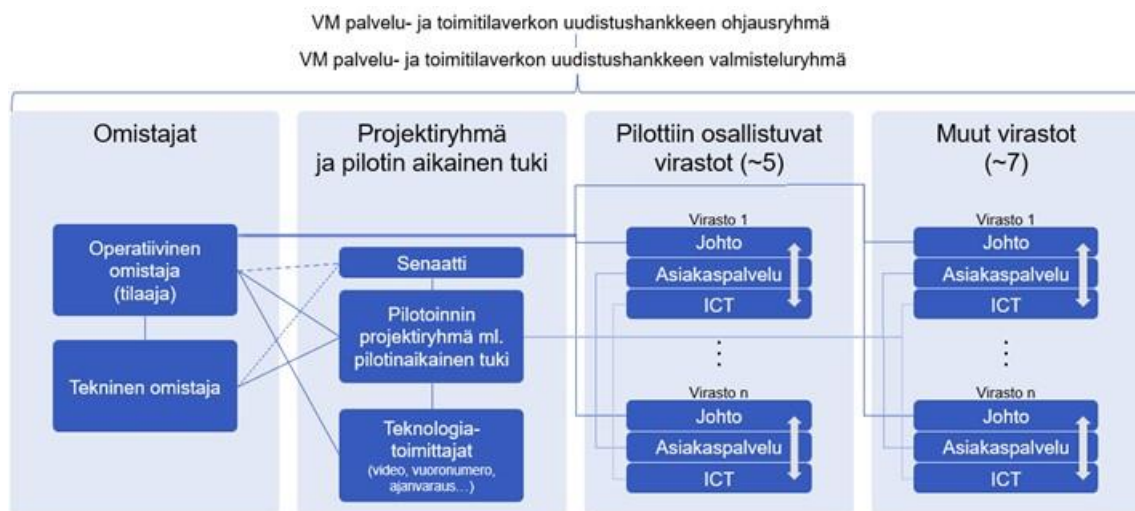 VM palvelu- ja toimitilaverkon uudistushankkeen ohjausryhmä
VM palvelu- ja toimitilaverkon uudistushankkeen valmisteluryhmä
Omistajat
Operatiivinen
omistaja
(tilaaja)
Tekninen omistaja
Projektiryhmä
ja pilotin aikainen tuki
Senaatti
Pilotoinnin
projektiryhmä ml.
pilotinaikainen tuki
Teknologia-
toimittajat
(video, vuoronumero,
ajanvaraus...)
Pilottiin osallistuvat
virastot (~5)
Virasto 1
Johto
Asiakaspalvelu
ICT
⋮
Virasto n
Johto
Asiakaspalvelu
ICT
Muut virastot
(~7)
Virasto 1
Johto
Asiakaspalvelu
ICT
⋮
Virasto n
Johto
Asiakaspalvelu
ICT